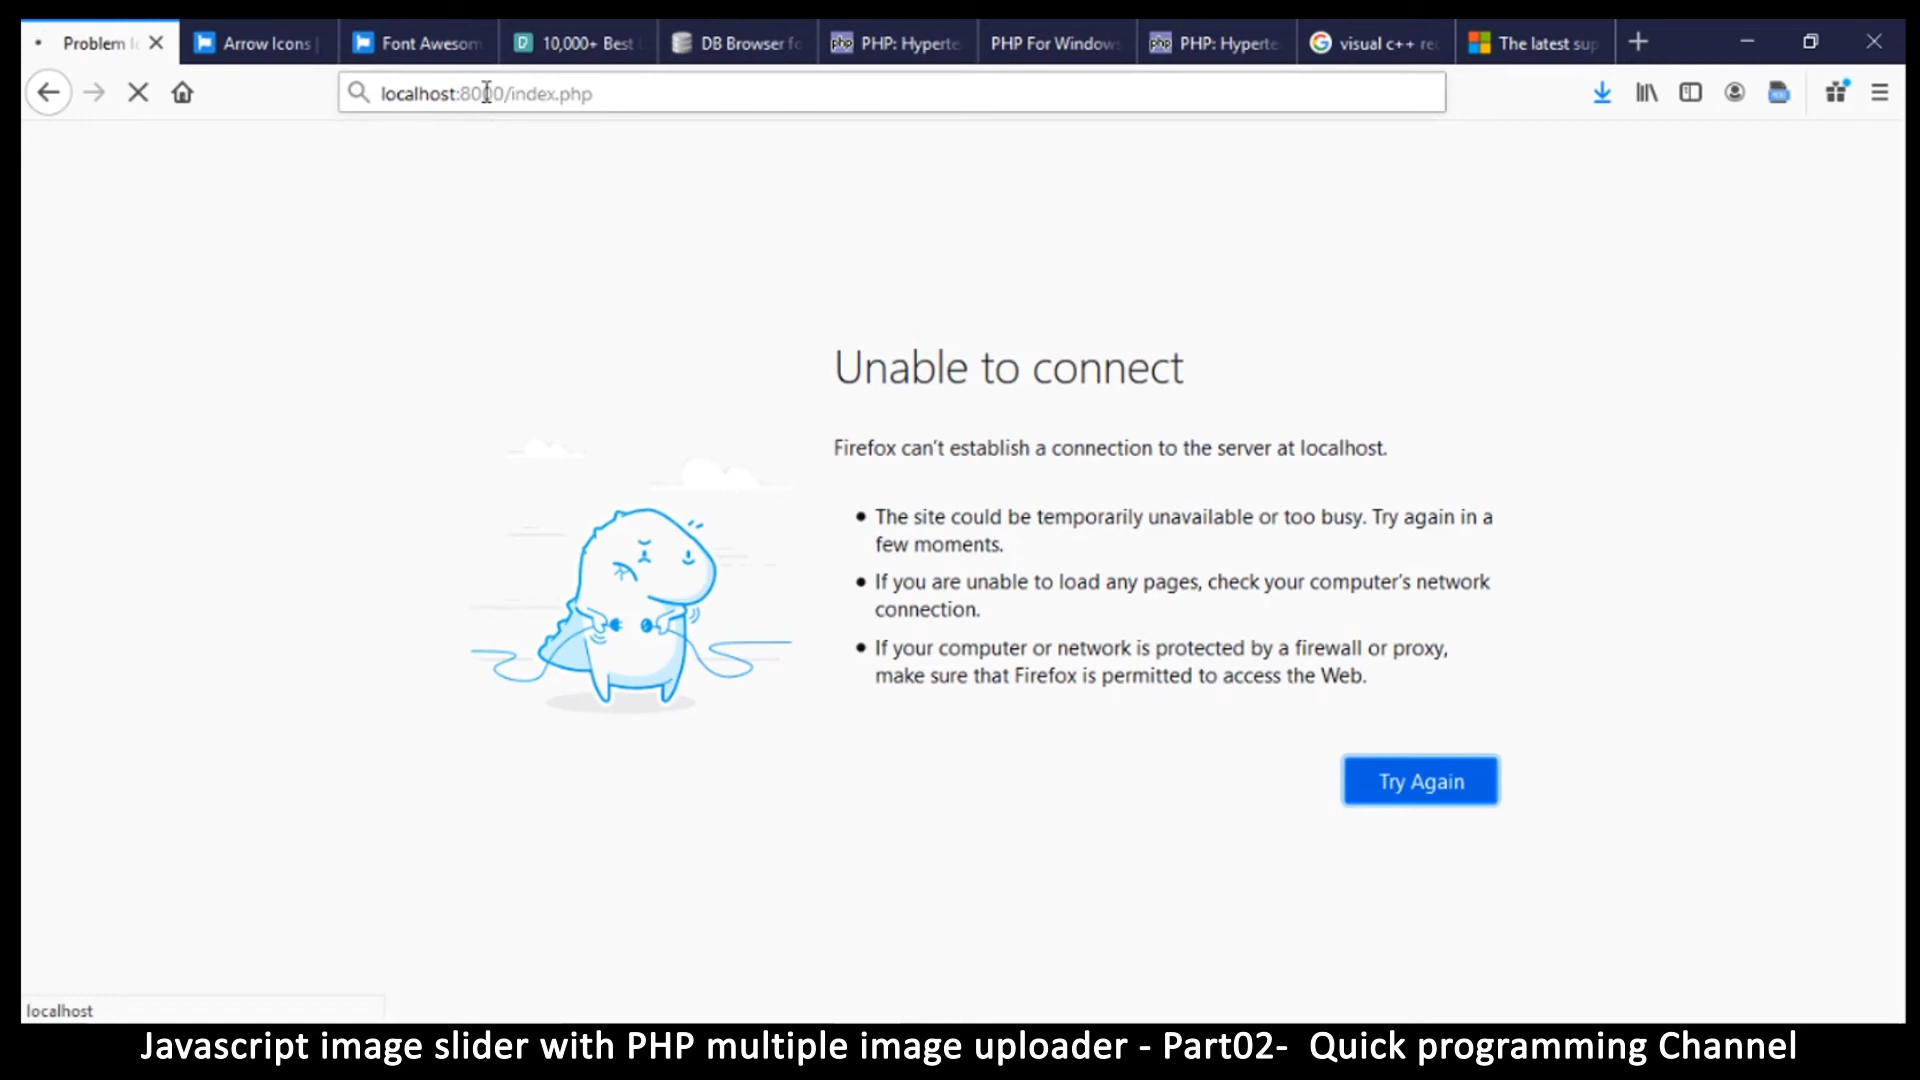 Problem l
Arrow Icons
Font Awesom
10,000+ Best
DB Browser fo
PHP: Hyperte
PHP For Windows
PHP: Hyperte
visual c++ re
The latest sup
localhost:8000/index.php
Unable to connect
Firefox can't establish a connection to the server at localhost.
The site could be temporarily unavailable or too busy. Try again in a
few moments.
If you are unable to load any pages, check your computer's network
connection.
If your computer or network is protected by a firewall or proxy,
make sure that Firefox is permitted to access the Web.
Try Again
localhost
Javascript image slider with PHP multiple image uploader - Part02- Quick programming Channel